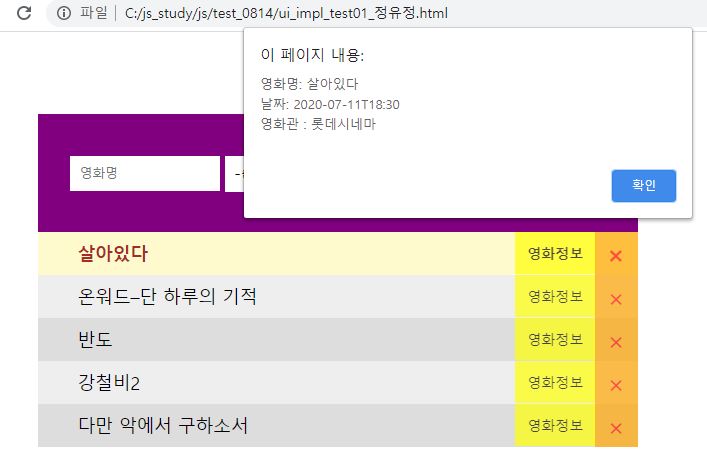 파일 C:/js_study/js/test_0814/ui_impl_test01_정유정.html
이 페이지 내용:
영화명: 살아있다
날짜: 2020-07-11T18:30
영화관 : 롯데시네마
확인
영화명
살아있다 영화정보 ×
온워드–단 하루의 기적 영화정보 ×
반도 영화정보 ×
강철비2 영화정보 ×
다만 악에서 구하소서 영화정보 ×